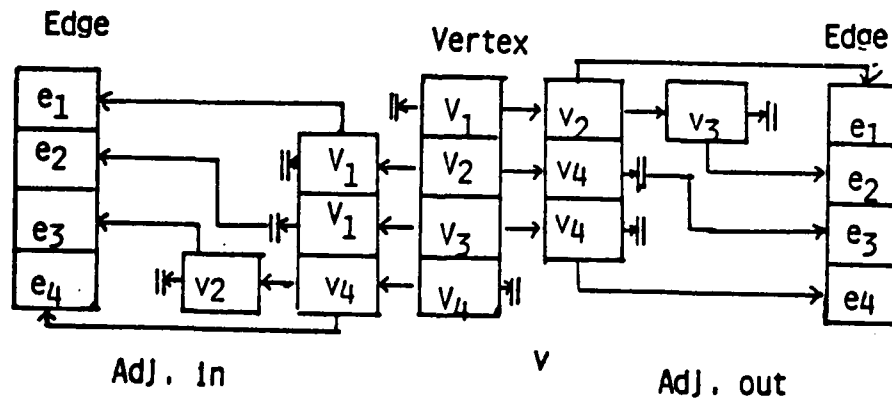 Edge
Vertex
Edge
e1
V1
v2
v3
e1
e2
V1
V2
v4
e2
e3
V1
V3
v4
e3
e4
v2
v4
V4
e4
Adj. in
v
Adj. out